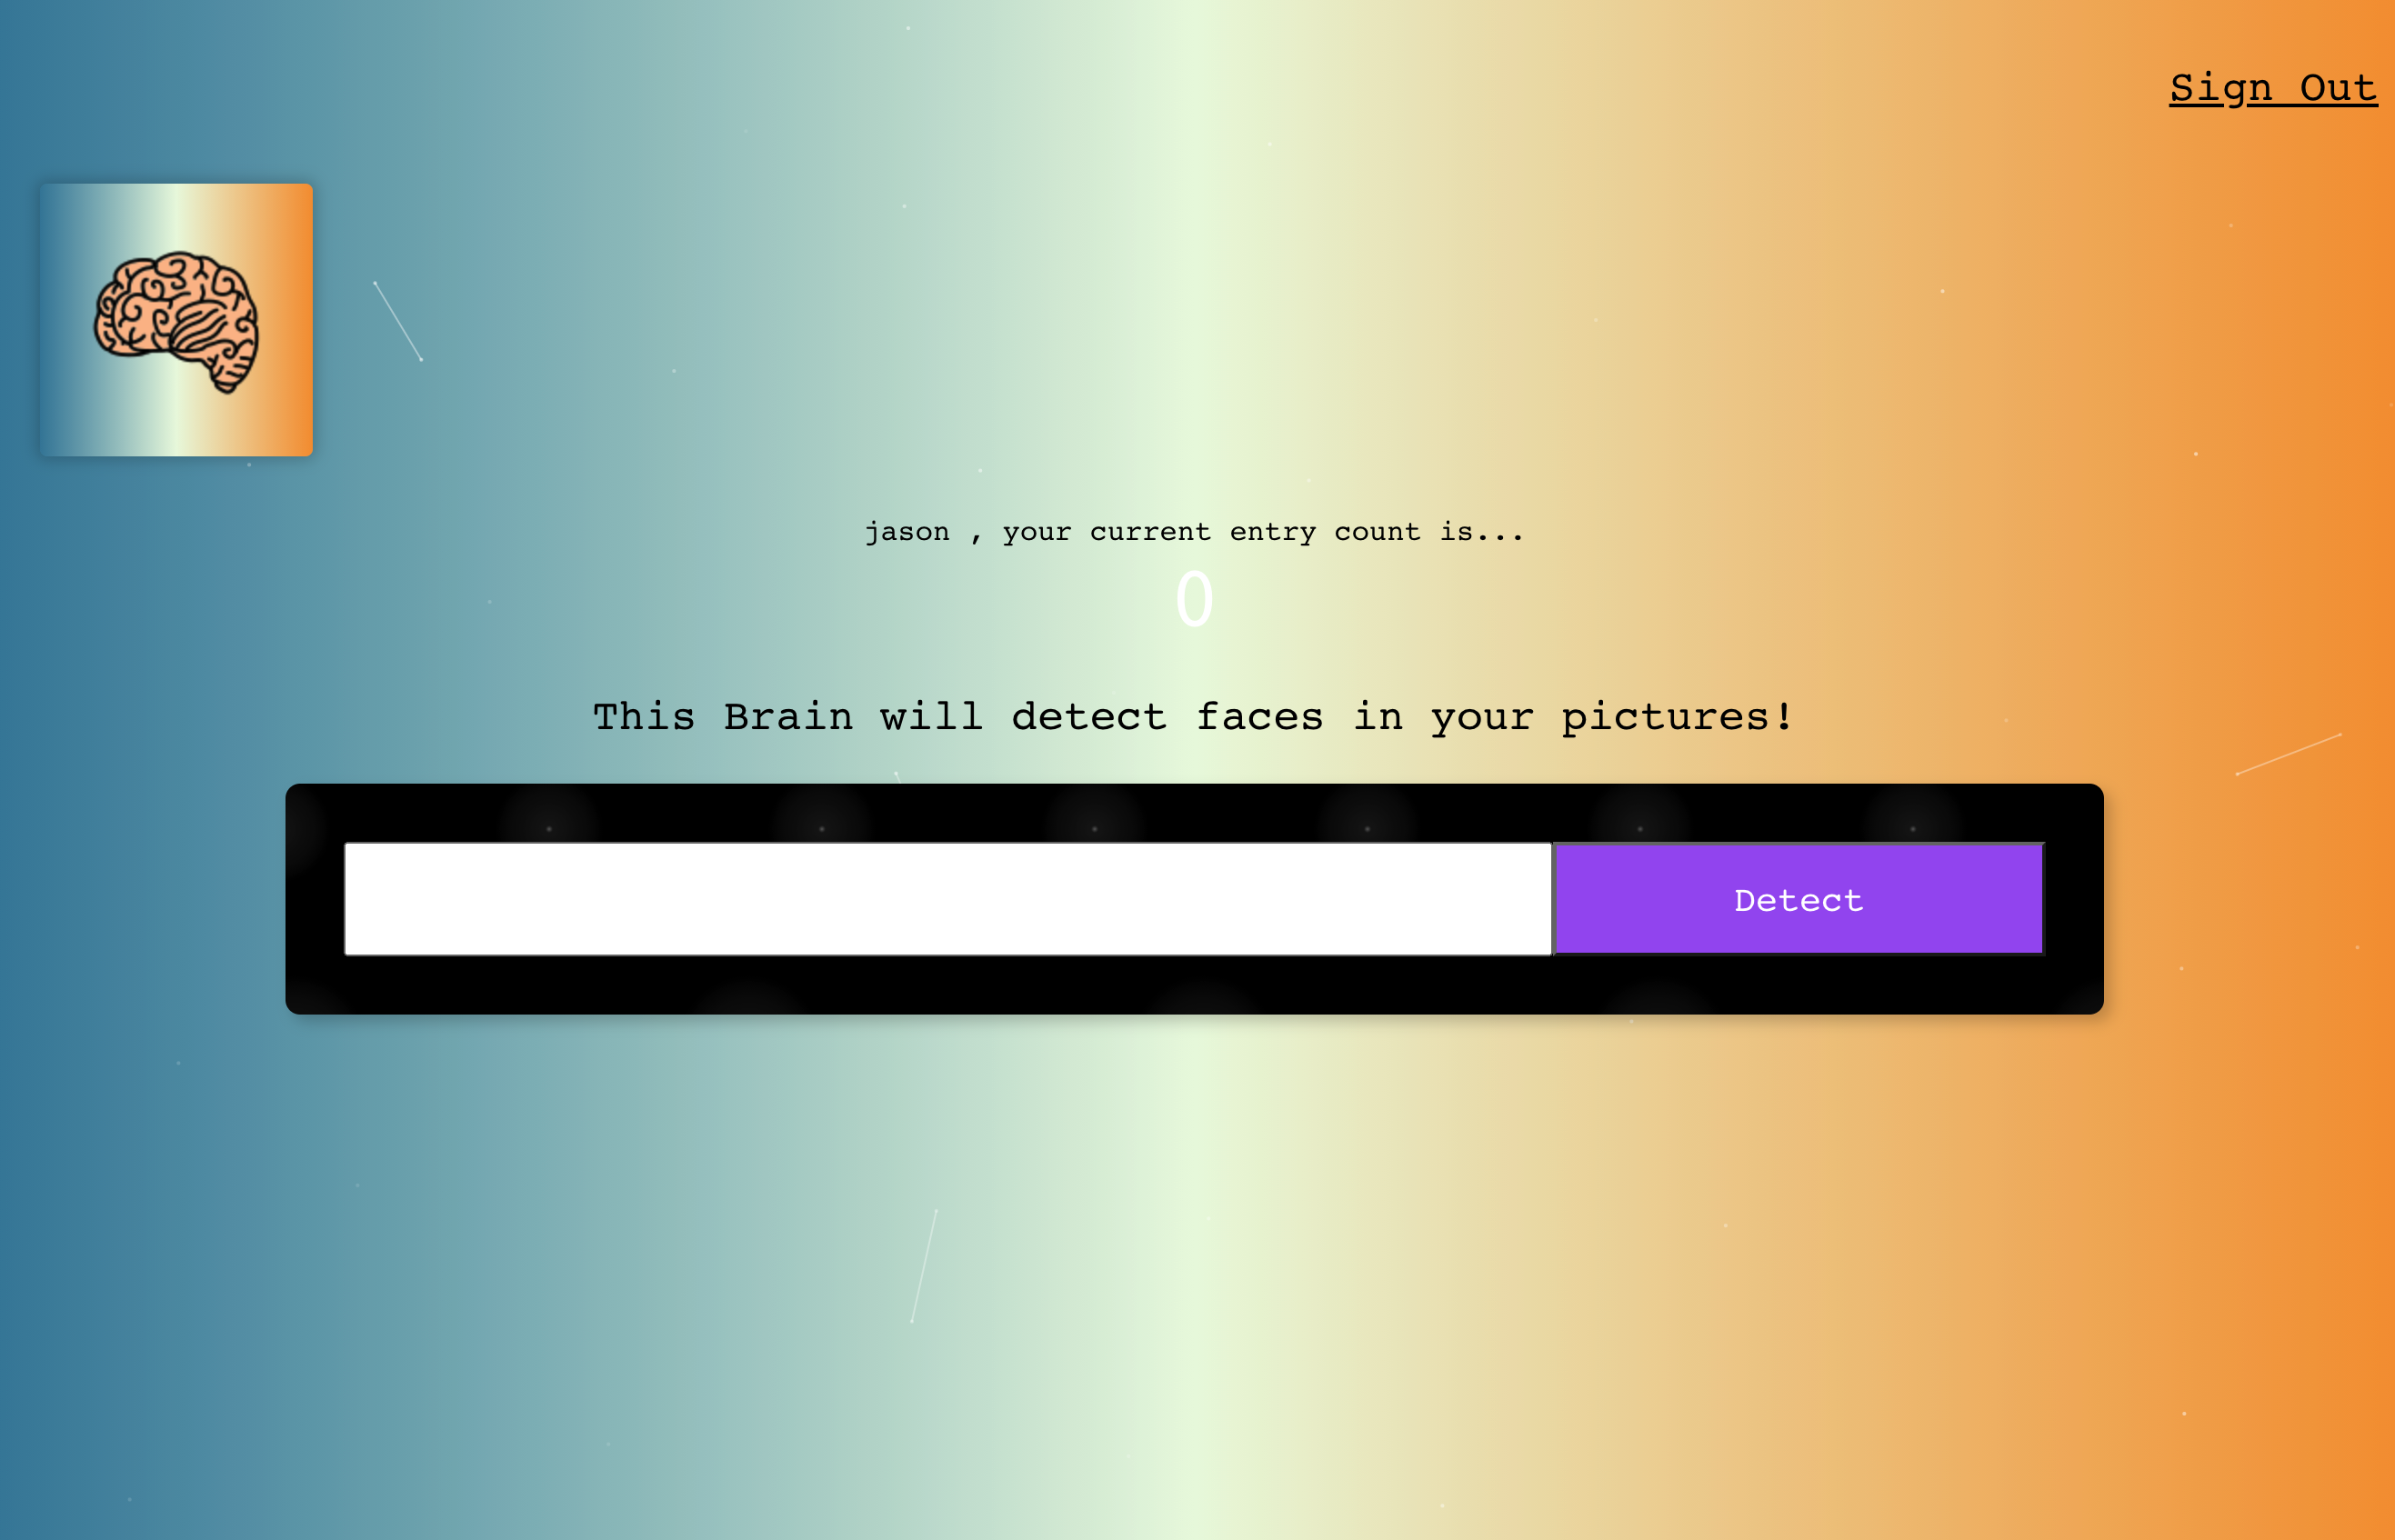 Sign Out
jason , your current entry count is...
0
This Brain will detect faces in your pictures!
Detect